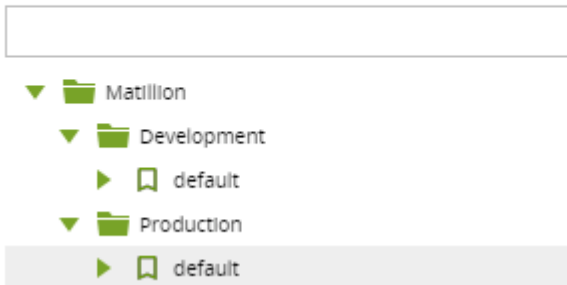 Matillion
Development
default
Production
default